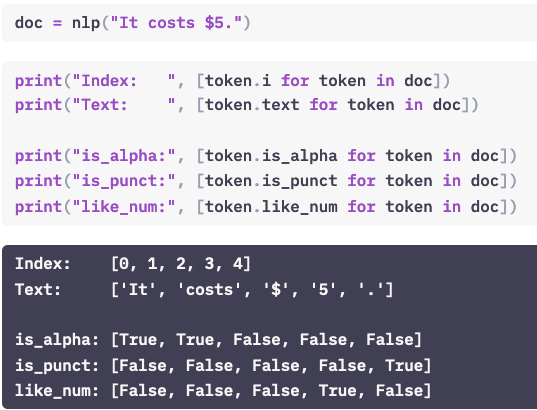 doc = nlp("It costs $5.")
print("Index:   ", [token.i for token in doc])
print("Text:    ", [token.text for token in doc])
print("is_alpha:", [token.is_alpha for token in doc])
print("is_punct:", [token.is_punct for token in doc])
print("like_num:", [token.like_num for token in doc])
Index:    [0, 1, 2, 3, 4]
Text:     ['It', 'costs', '$', '5', '.']
is_alpha: [True, True, False, False, False]
is_punct: [False, False, False, False, True]
like_num: [False, False, False, True, False]